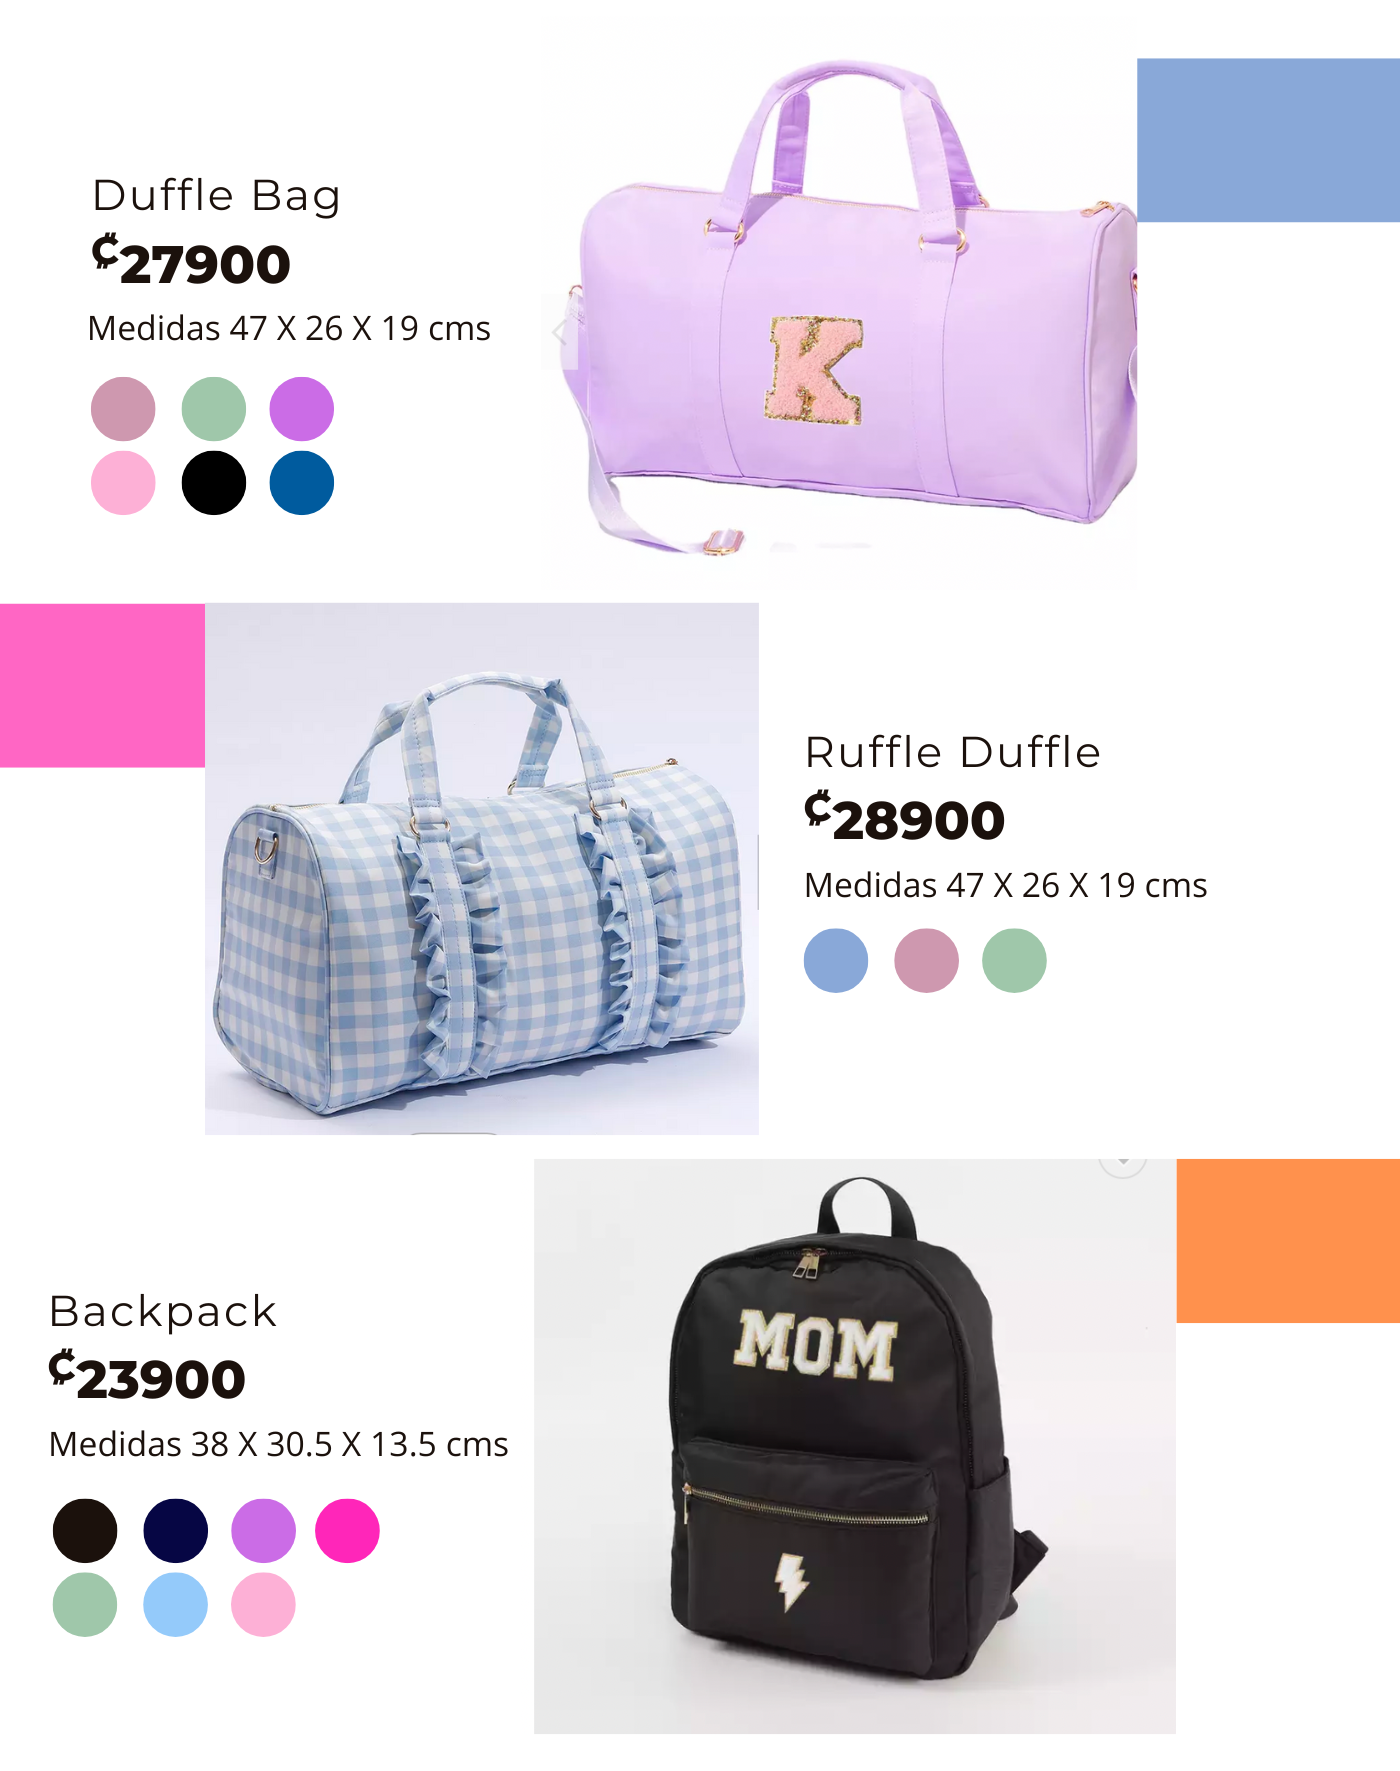 Duffle Bag
₡27900
Medidas 47 X 26 X 19 cms
K
Ruffle Duffle
₡28900
Medidas 47 X 26 X 19 cms
Backpack
₡23900
Medidas 38 X 30.5 X 13.5 cms
MOM